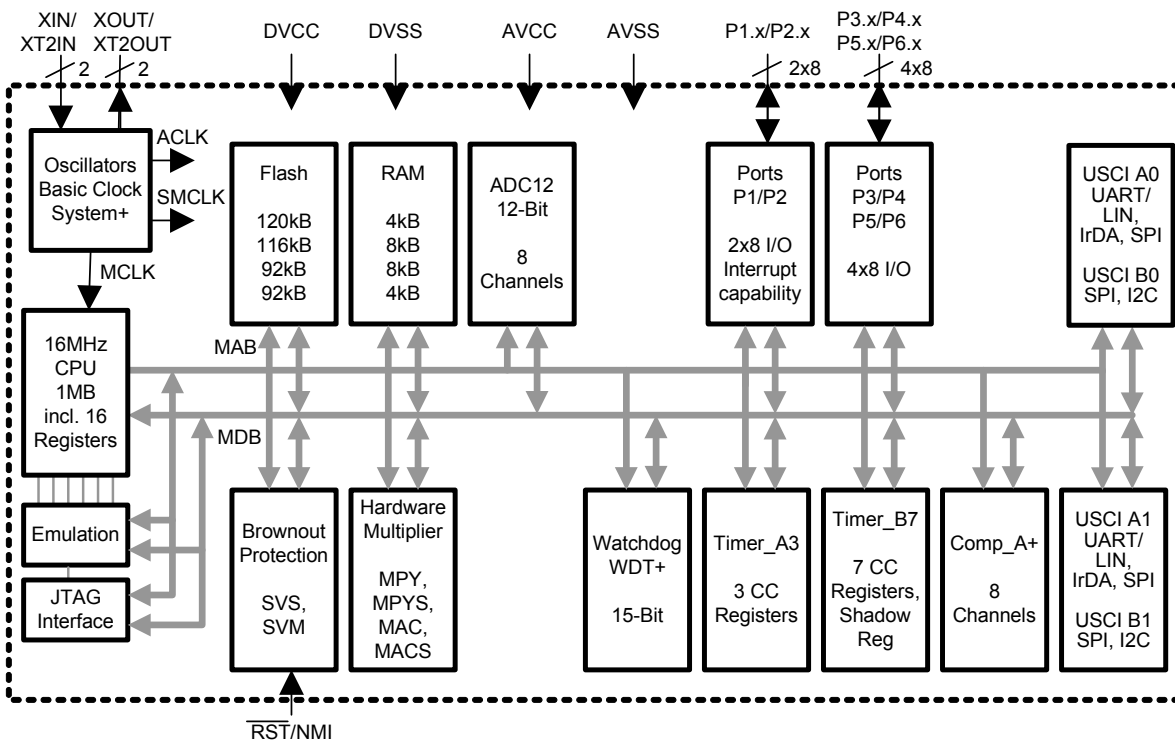 XIN/
XT2IN
2
XOUT/
XT2OUT
2
DVCC
DVSS
AVCC
AVSS
P1.x/P2.x
2x8
P3.x/P4.x
P5.x/P6.x
4x8
Oscillators
Basic Clock
System+
ACLK
SMCLK
MCLK
Flash
120kB
116kB
92kB
92kB
RAM
4kB
8kB
8kB
4kB
ADC12
12-Bit
8
Channels
Ports
P1/P2
2x8 I/O
Interrupt
capability
Ports
P3/P4
P5/P6
4x8 I/O
USCI A0
UART/
LIN,
IrDA, SPI
USCI B0
SPI, I2C
16MHz
CPU
1MB
incl. 16
Registers
MAB
MDB
Emulation
JTAG
Interface
Brownout
Protection
SVS,
SVM
Hardware
Multiplier
MPY,
MPYS,
MAC,
MACS
Watchdog
WDT+
15-Bit
Timer_A3
3 CC
Registers
Timer_B7
7 CC
Registers,
Shadow
Reg
Comp_A+
8
Channels
USCI A1
UART/
LIN,
IrDA, SPI
USCI B1
SPI, I2C
RST/NMI